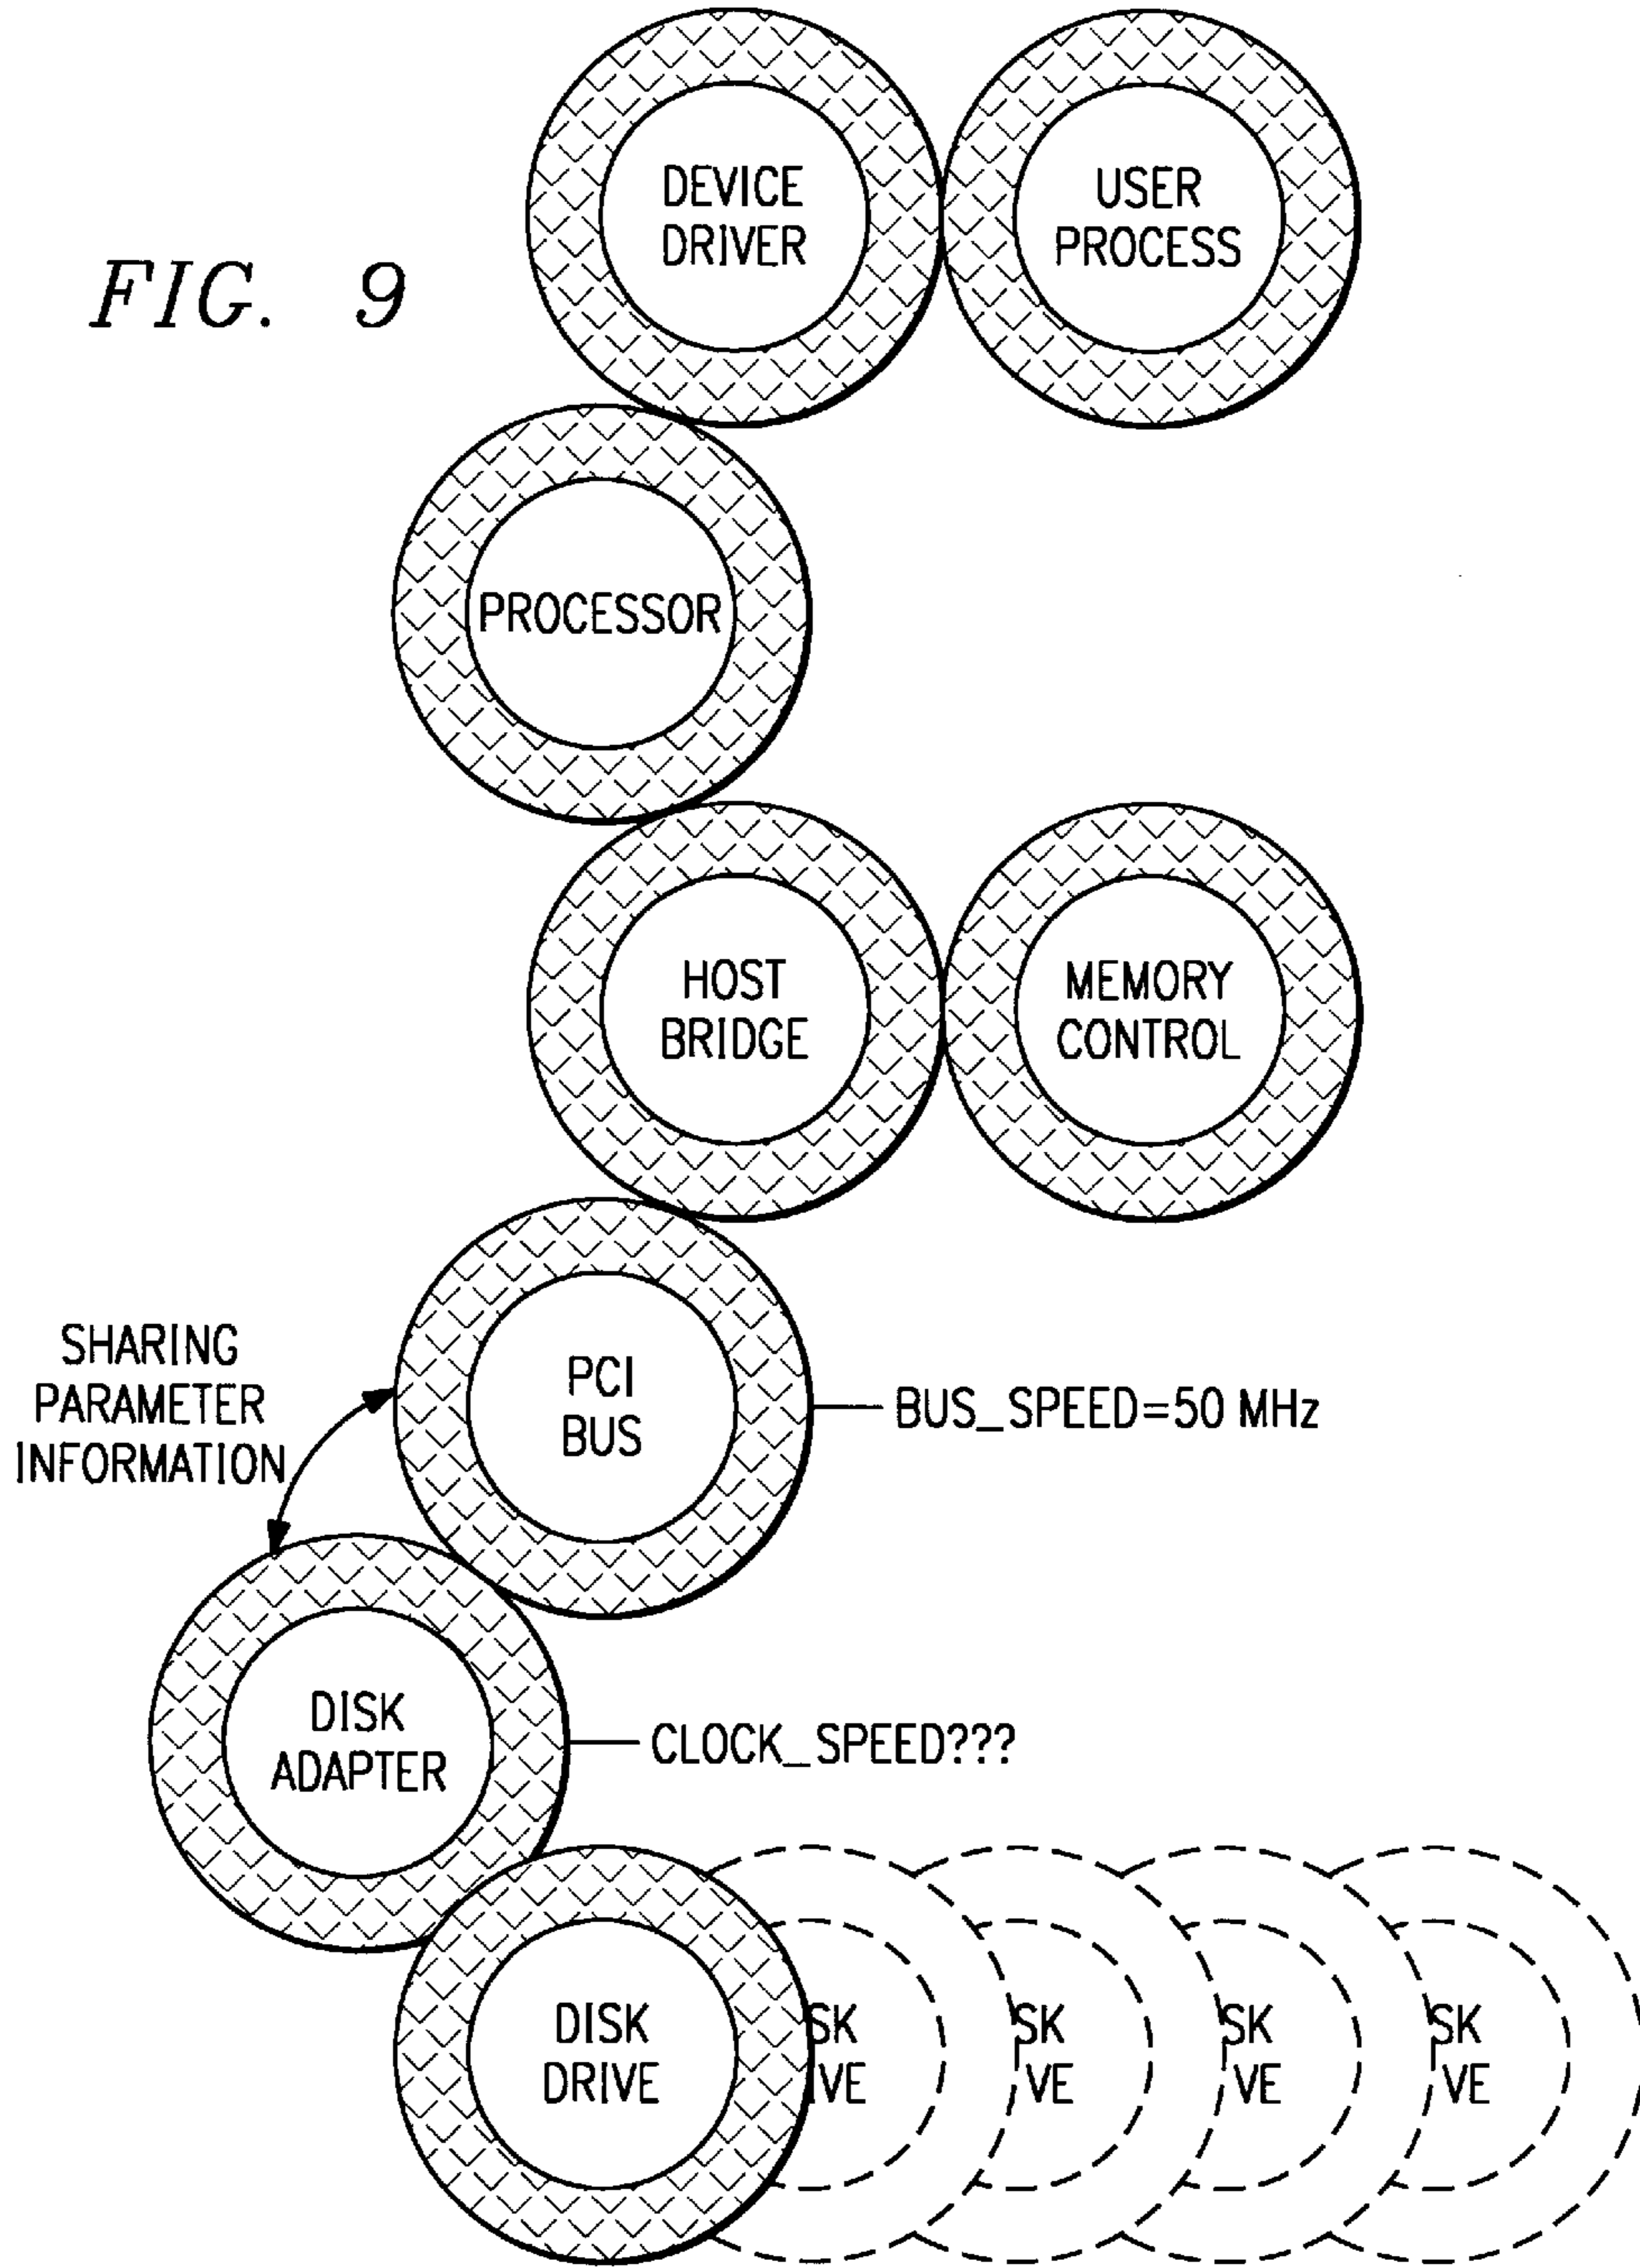 FIG. 9
DEVICE
DRIVER
USER
PROCESS
PROCESSOR
HOST
BRIDGE
MEMORY
CONTROL
SHARING
PARAMETER
INFORMATION
PCI
BUS
BUS_SPEED=50 MHz
DISK
ADAPTER
CLOCK_SPEED???
DISK
DRIVE
SK
IVE
SK
VE
SK
VE
SK
VE